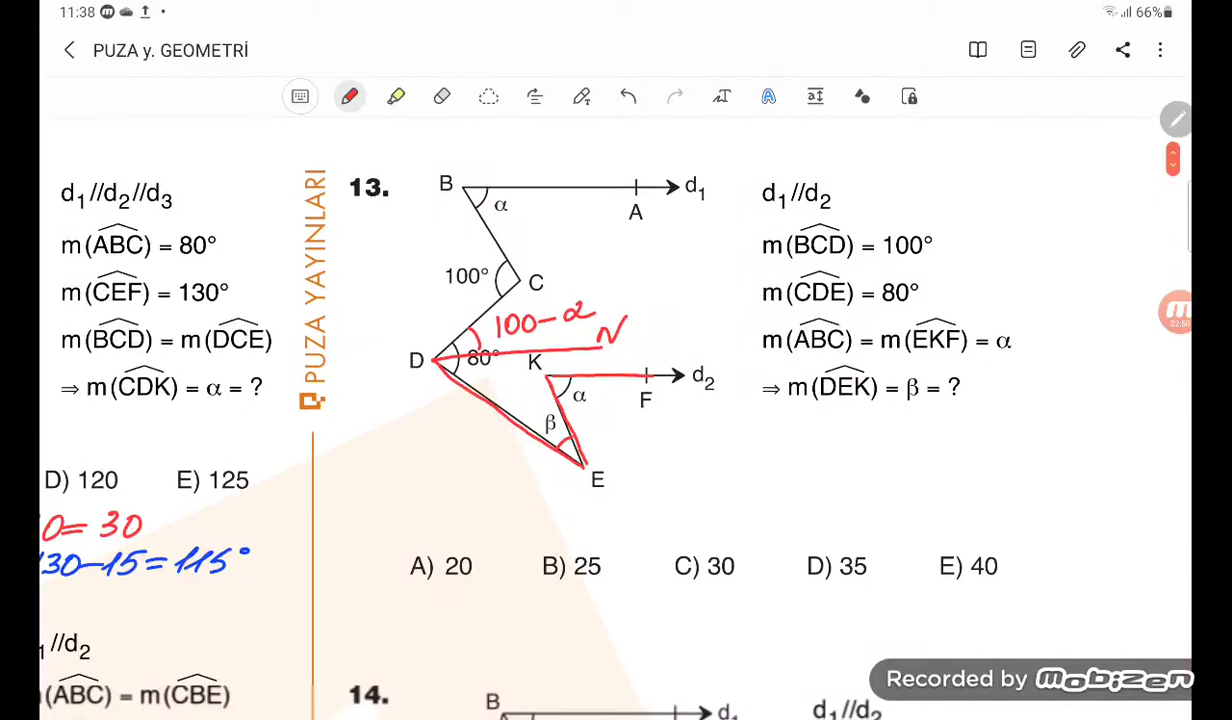 11:38
66%
PUZA y. GEOMETRİ
d1//d2//d3
m(ABC) = 80°
m(CEF) = 130°
m(BCD) = m(DCE)
⇒ m(CDK) = α = ?
D) 120 E) 125
0= 30
130-15=115°
1//d2
(ABC) = m(CBE)
PUZA YAYINLARI
13.
B
α
A
d1
100°
C
100-α
N
D
80°
K
d2
α
F
β
E
d1//d2
m(BCD) = 100°
m(CDE) = 80°
m(ABC) = m(EKF) = α
⇒ m(DEK) = β = ?
A) 20 B) 25 C) 30 D) 35 E) 40
14.
B
d1
d1//d2
22:50
Recorded by mobizen